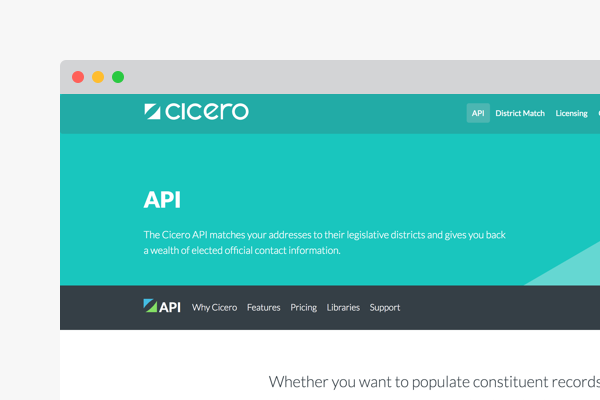 cicero
API District Match Licensing
API
The Cicero API matches your addresses to their legislative districts and gives you back
a wealth of elected official contact information.
API Why Cicero Features Pricing Libraries Support
Whether you want to populate constituent records